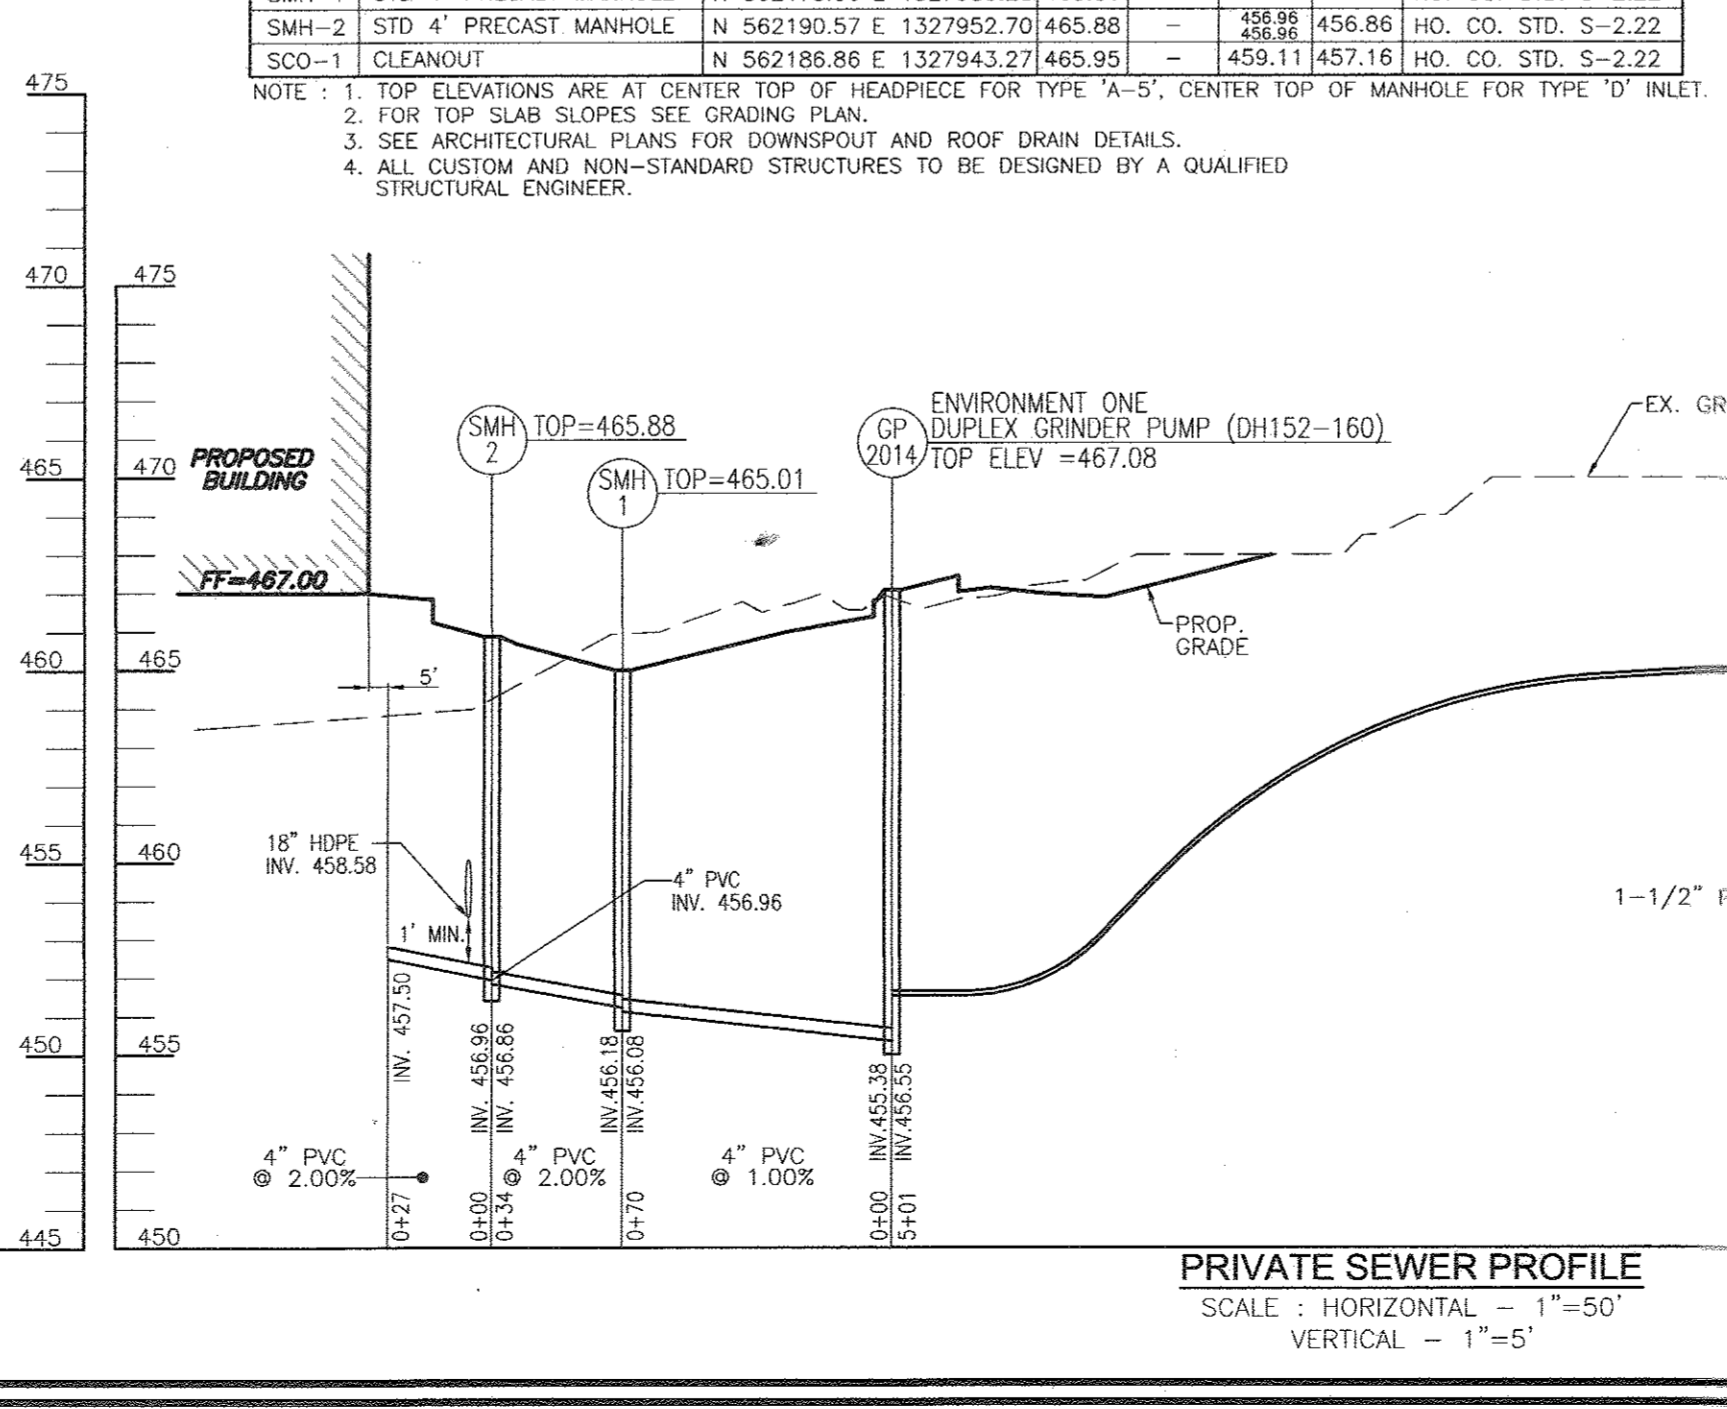 SMH-2 STD 4' PRECAST MANHOLE N 562190.57 E 1327952.70 465.88 - 456.96 456.96 456.86 HO. CO. STD. S-2.22
SCO-1 CLEANOUT N 562186.86 E 1327943.27 465.95 - 459.11 457.16 HO. CO. STD. S-2.22
NOTE : 1. TOP ELEVATIONS ARE AT CENTER TOP OF HEADPIECE FOR TYPE 'A-5', CENTER TOP OF MANHOLE FOR TYPE 'D' INLET.
2. FOR TOP SLAB SLOPES SEE GRADING PLAN.
3. SEE ARCHITECTURAL PLANS FOR DOWNSPOUT AND ROOF DRAIN DETAILS.
4. ALL CUSTOM AND NON-STANDARD STRUCTURES TO BE DESIGNED BY A QUALIFIED
STRUCTURAL ENGINEER.
475
470
465
460
455
450
445
475
470
465
460
455
450
PROPOSED
BUILDING
FF=467.00
5'
SMH
2
TOP=465.88
SMH
1
TOP=465.01
GP
2014
ENVIRONMENT ONE
DUPLEX GRINDER PUMP (DH152-160)
TOP ELEV =467.08
EX. GR
PROP.
GRADE
18" HDPE
INV. 458.58
1' MIN.
4" PVC
INV. 456.96
1-1/2"
INV. 457.50
INV. 456.96
INV. 456.86
INV.456.18
INV.456.08
INV.455.38
INV.456.55
4" PVC
@ 2.00%
4" PVC
@ 2.00%
4" PVC
@ 1.00%
0+27
0+00
0+34
0+70
0+00
5+01
PRIVATE SEWER PROFILE
SCALE : HORIZONTAL - 1"=50'
VERTICAL - 1"=5'